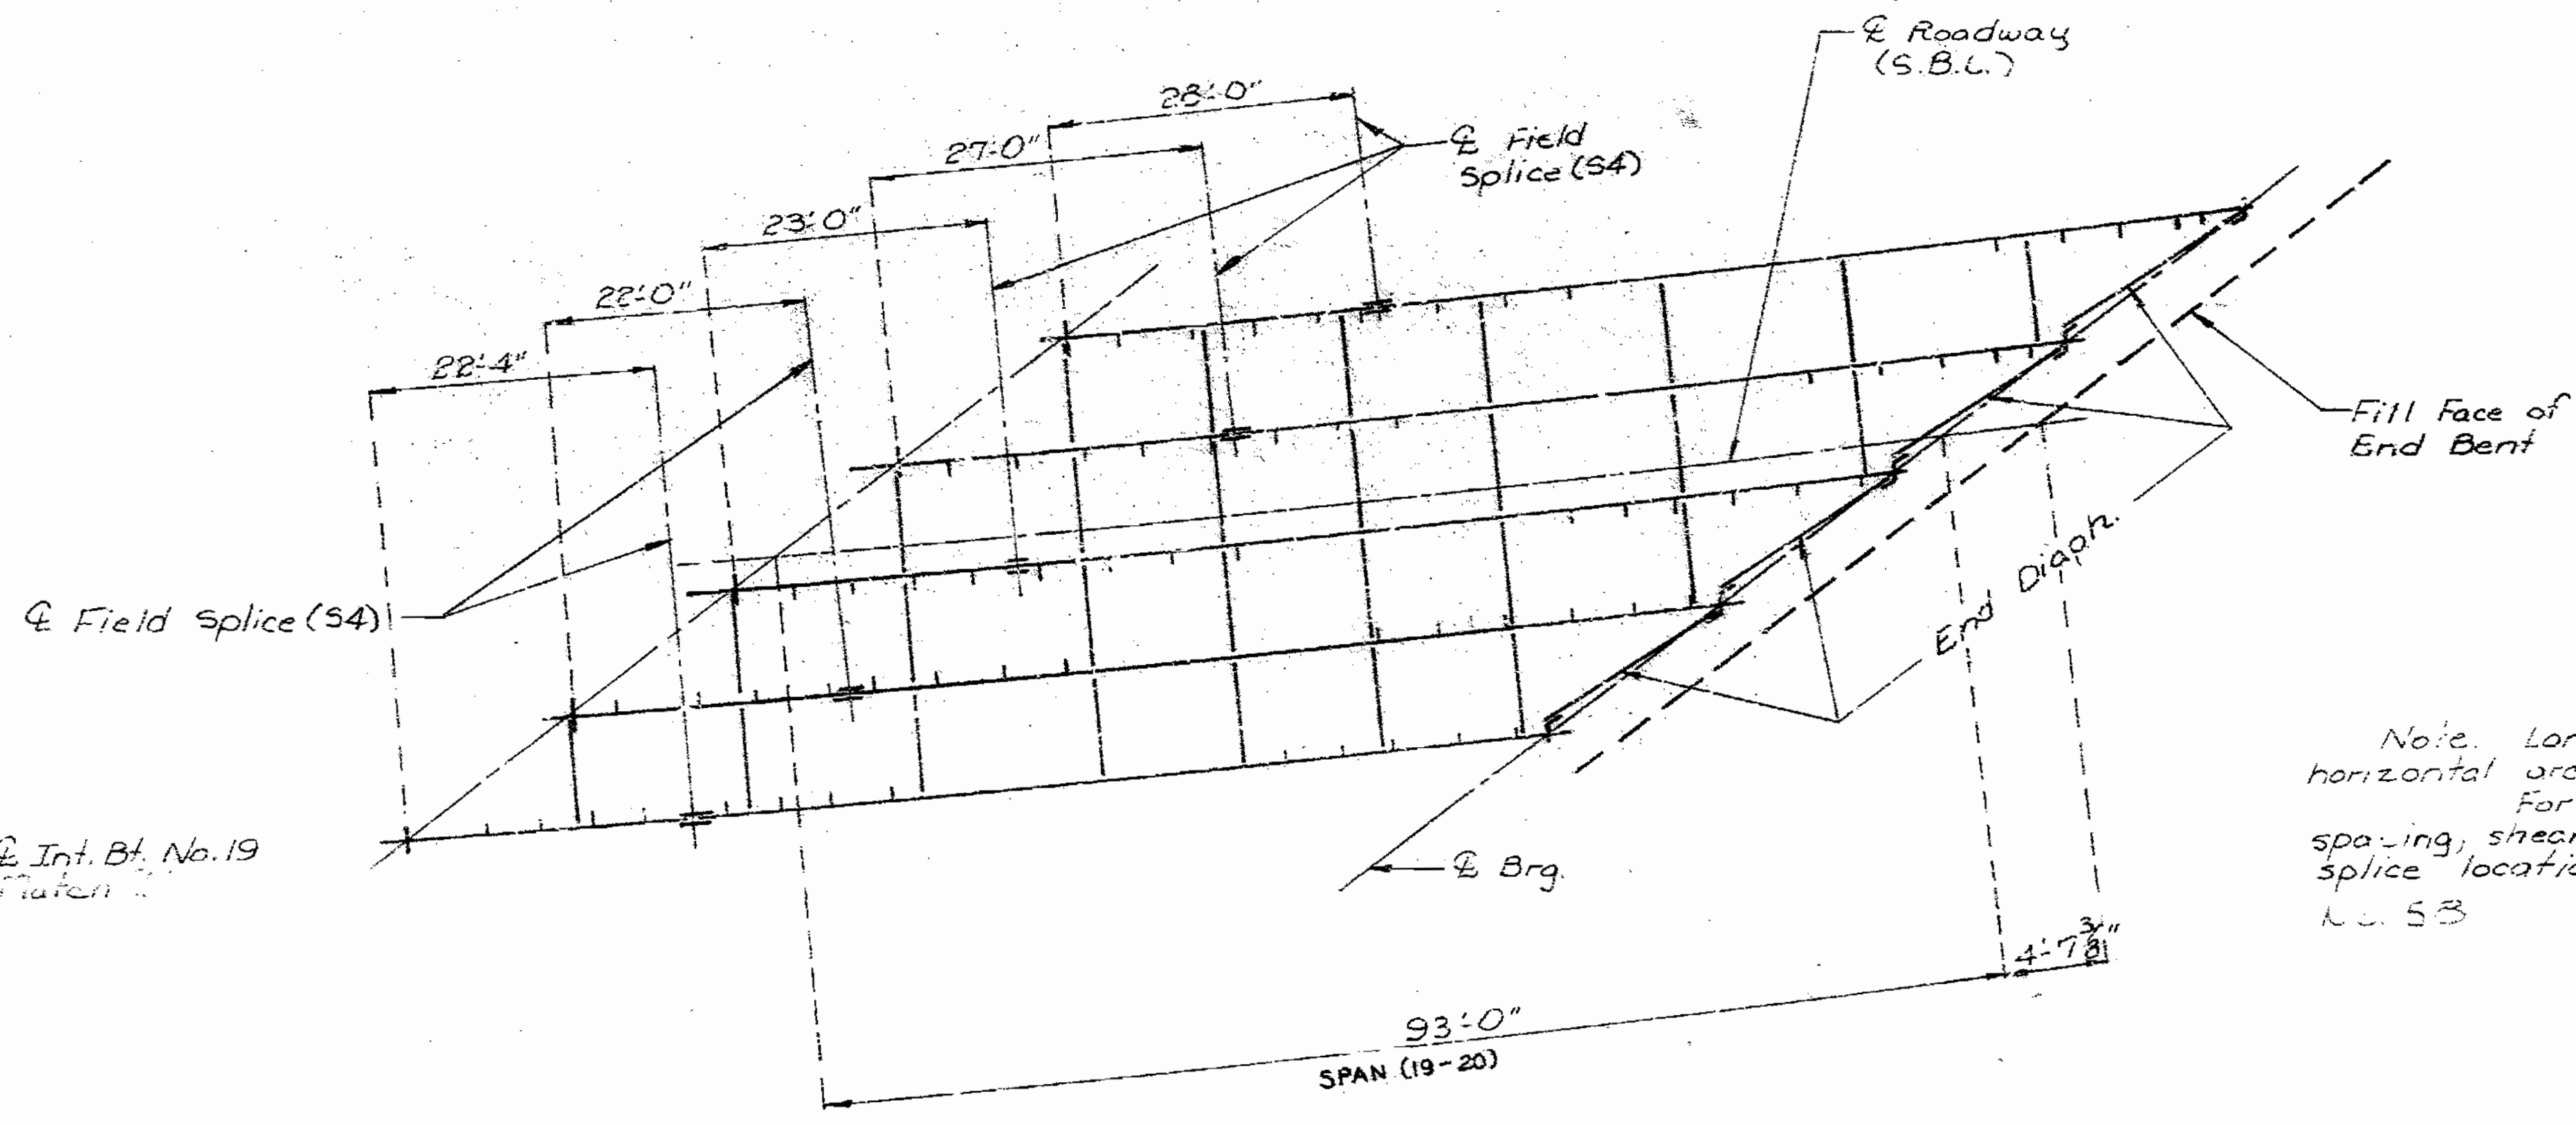 ℄ Roadway
(S.B.L.)
28'-0"
27'-0"
℄ Field
Splice (S4)
23'-0"
22'-0"
22'-4"
Fill Face of
End Bent
℄ Field Splice (S4)
End Diaph.
℄ Int. Bt. No. 19
℄ Brg.
Note.
horizontal
For
spacing, shear
splice
4'-7 3/8"
93'-0"
SPAN (19-20)